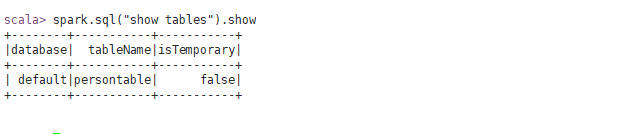 scala> spark.sql("show tables").show
+--------+-----------+-----------+
|database|  tableName|isTemporary|
+--------+-----------+-----------+
| default|persontable|      false|
+--------+-----------+-----------+